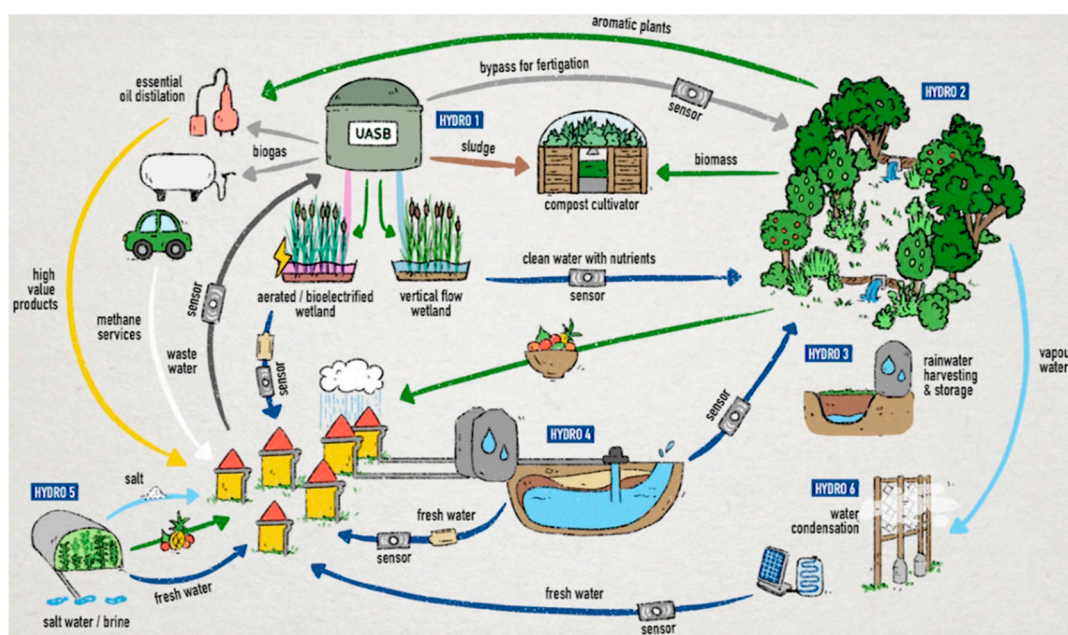 aromatic plants
bypass for fertigation
sensor
HYDRO 2
essential
oil distilation
UASB
HYDRO 1
biogas
sludge
biomass
compost cultivator
high
value
products
methane
services
sensor
waste
water
aerated / bioelectrified
wetland
vertical flow
wetland
clean water with nutrients
sensor
sensor
HYDRO 3
rainwater
harvesting
& storage
vapour
water
sensor
HYDRO 4
HYDRO 5
salt
fresh water
sensor
HYDRO 6
water
condensation
fresh water
salt water / brine
fresh water
sensor